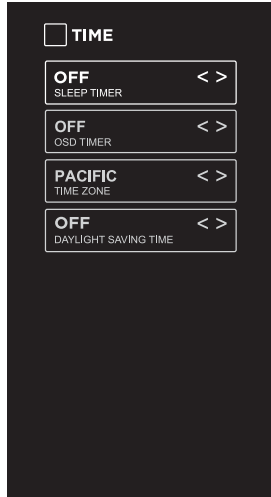 TIME
OFF < >
SLEEP TIMER
OFF < >
OSD TIMER
PACIFIC < >
TIME ZONE
OFF < >
DAYLIGHT SAVING TIME